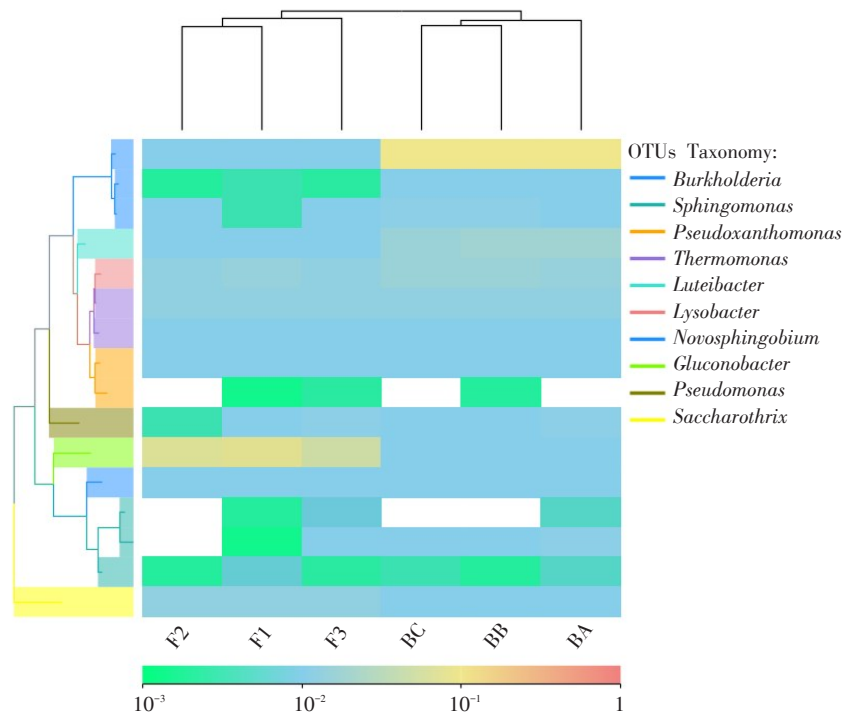 OTUs Taxonomy:
Burkholderia
Sphingomonas
Pseudoxanthomonas
Thermomonas
Luteibacter
Lysobacter
Novosphingobium
Gluconobacter
Pseudomonas
Saccharothrix
F2 F1 F3 BC BB BA
10⁻³ 10⁻² 10⁻¹ 1